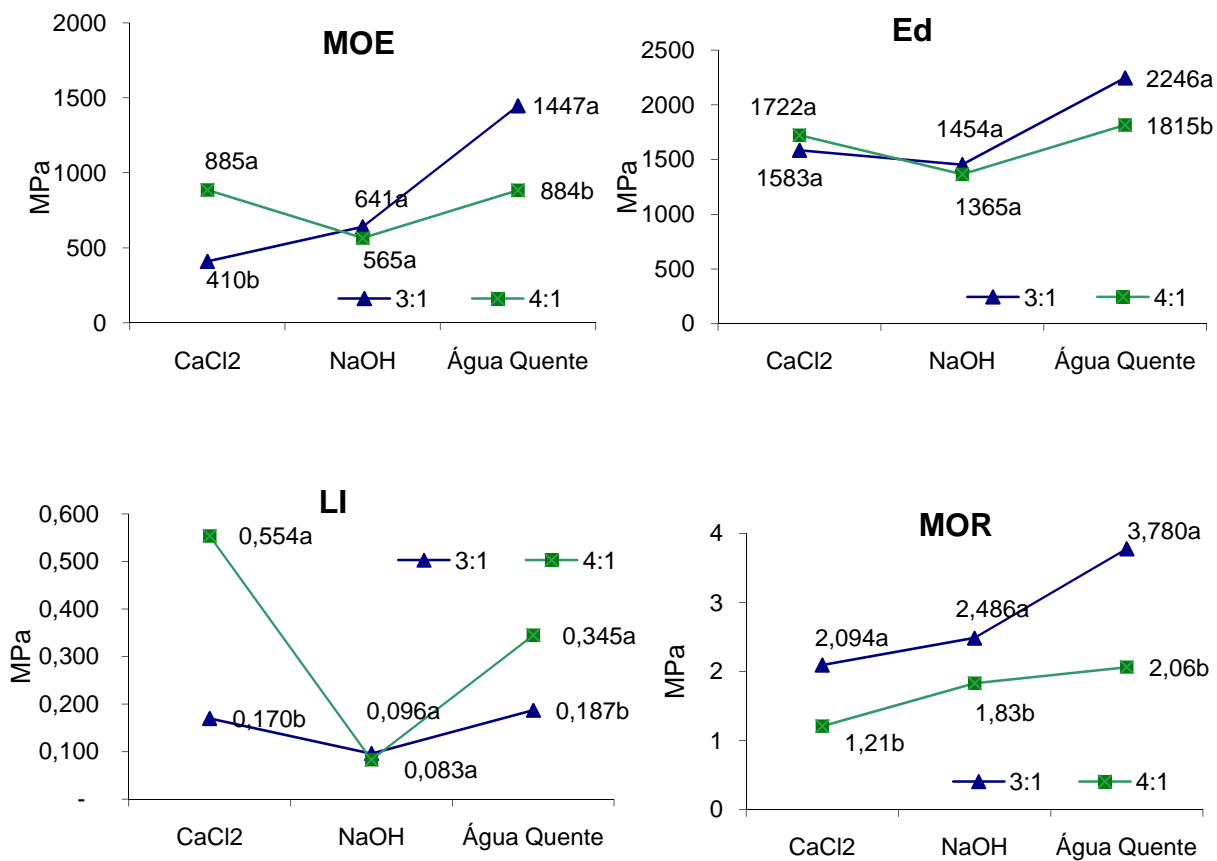 MOE
2000
1500
1000
500
0
MPa
885a
410b
641a
565a
1447a
884b
3:1
4:1
CaCl2
NaOH
Água Quente
Ed
2500
2000
1500
1000
500
0
MPa
1722a
1583a
1454a
1365a
2246a
1815b
3:1
4:1
CaCl2
NaOH
Água Quente
LI
0,600
0,500
0,400
0,300
0,200
0,100
-
MPa
0,554a
0,170b
0,096a
0,083a
0,345a
0,187b
3:1
4:1
CaCl2
NaOH
Água Quente
MOR
4
3
2
1
0
MPa
2,094a
1,21b
2,486a
1,83b
3,780a
2,06b
3:1
4:1
CaCl2
NaOH
Água Quente